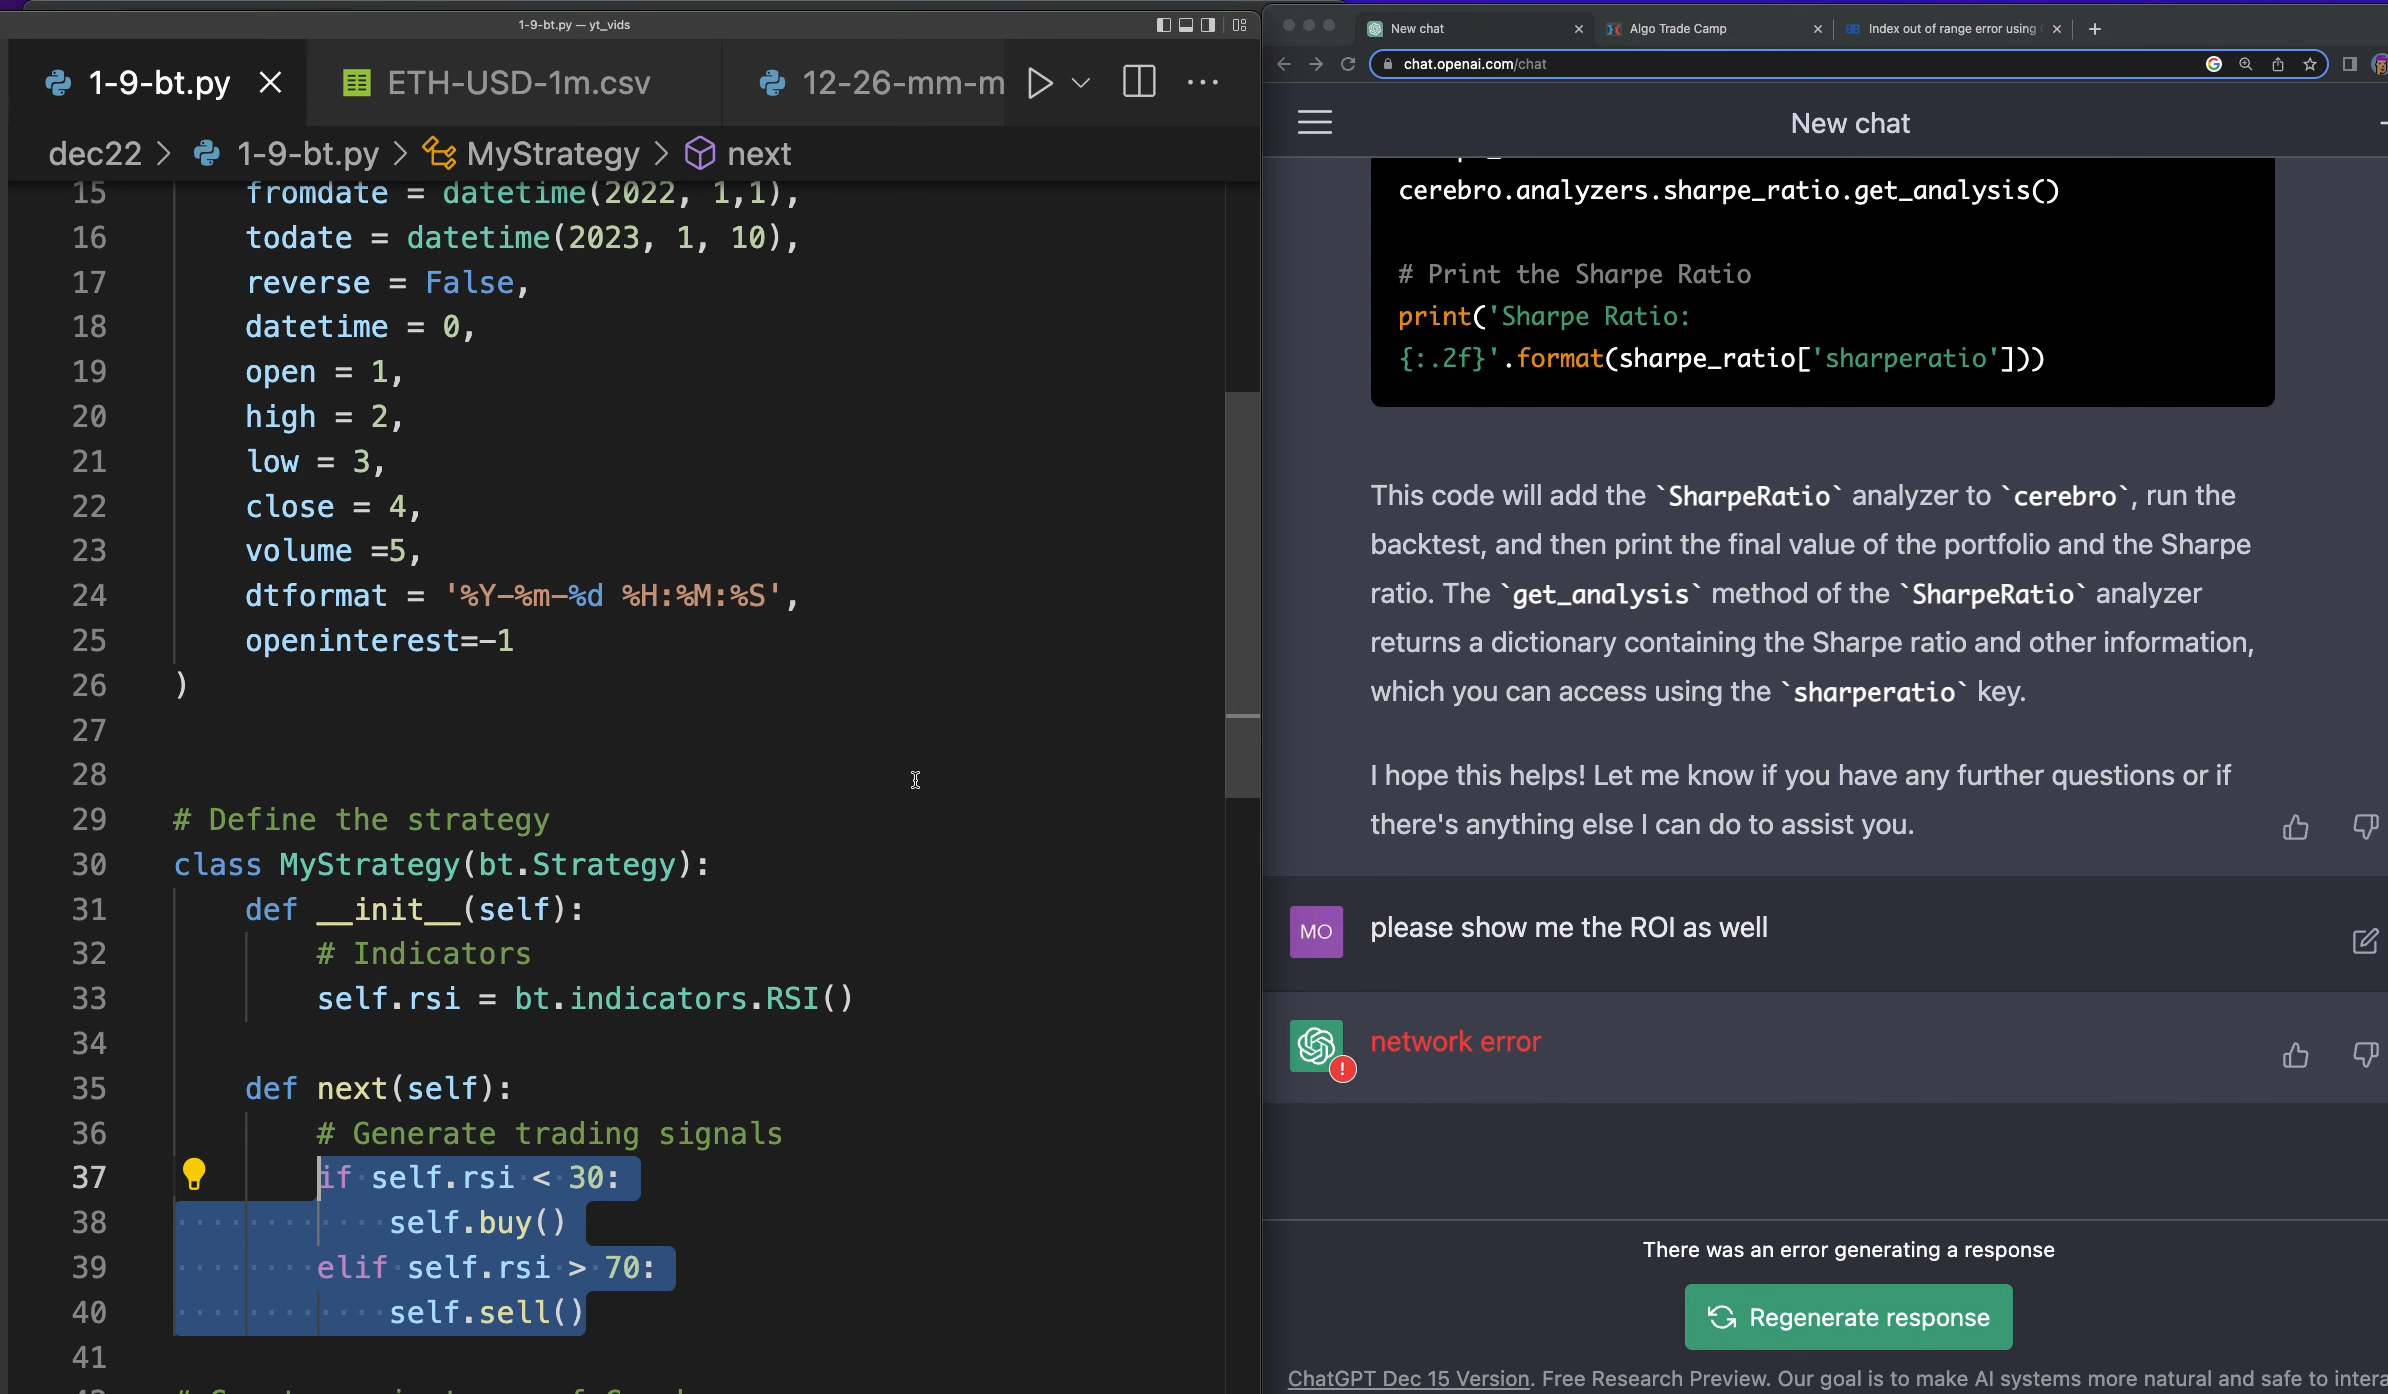 1-9-bt.py — yt_vids
1-9-bt.py
ETH-USD-1m.csv
12-26-mm-m
dec22 > 1-9-bt.py > MyStrategy > next
15 fromdate = datetime(2022, 1,1),
16 todate = datetime(2023, 1, 10),
17 reverse = False,
18 datetime = 0,
19 open = 1,
20 high = 2,
21 low = 3,
22 close = 4,
23 volume =5,
24 dtformat = '%Y-%m-%d %H:%M:%S',
25 openinterest=-1
26 )
27
28
29 # Define the strategy
30 class MyStrategy(bt.Strategy):
31 def __init__(self):
32 # Indicators
33 self.rsi = bt.indicators.RSI()
34
35 def next(self):
36 # Generate trading signals
37 if self.rsi < 30:
38 self.buy()
39 elif self.rsi > 70:
40 self.sell()
41
New chat
Algo Trade Camp
Index out of range error using
chat.openai.com/chat
New chat
cerebro.analyzers.sharpe_ratio.get_analysis()
# Print the Sharpe Ratio
print('Sharpe Ratio:
{:.2f}'.format(sharpe_ratio['sharperatio']))
This code will add the `SharpeRatio` analyzer to `cerebro`, run the
backtest, and then print the final value of the portfolio and the Sharpe
ratio. The `get_analysis` method of the `SharpeRatio` analyzer
returns a dictionary containing the Sharpe ratio and other information,
which you can access using the `sharperatio` key.
I hope this helps! Let me know if you have any further questions or if
there's anything else I can do to assist you.
MO
please show me the ROI as well
network error
There was an error generating a response
Regenerate response
ChatGPT Dec 15 Version. Free Research Preview. Our goal is to make AI systems more natural and safe to intera